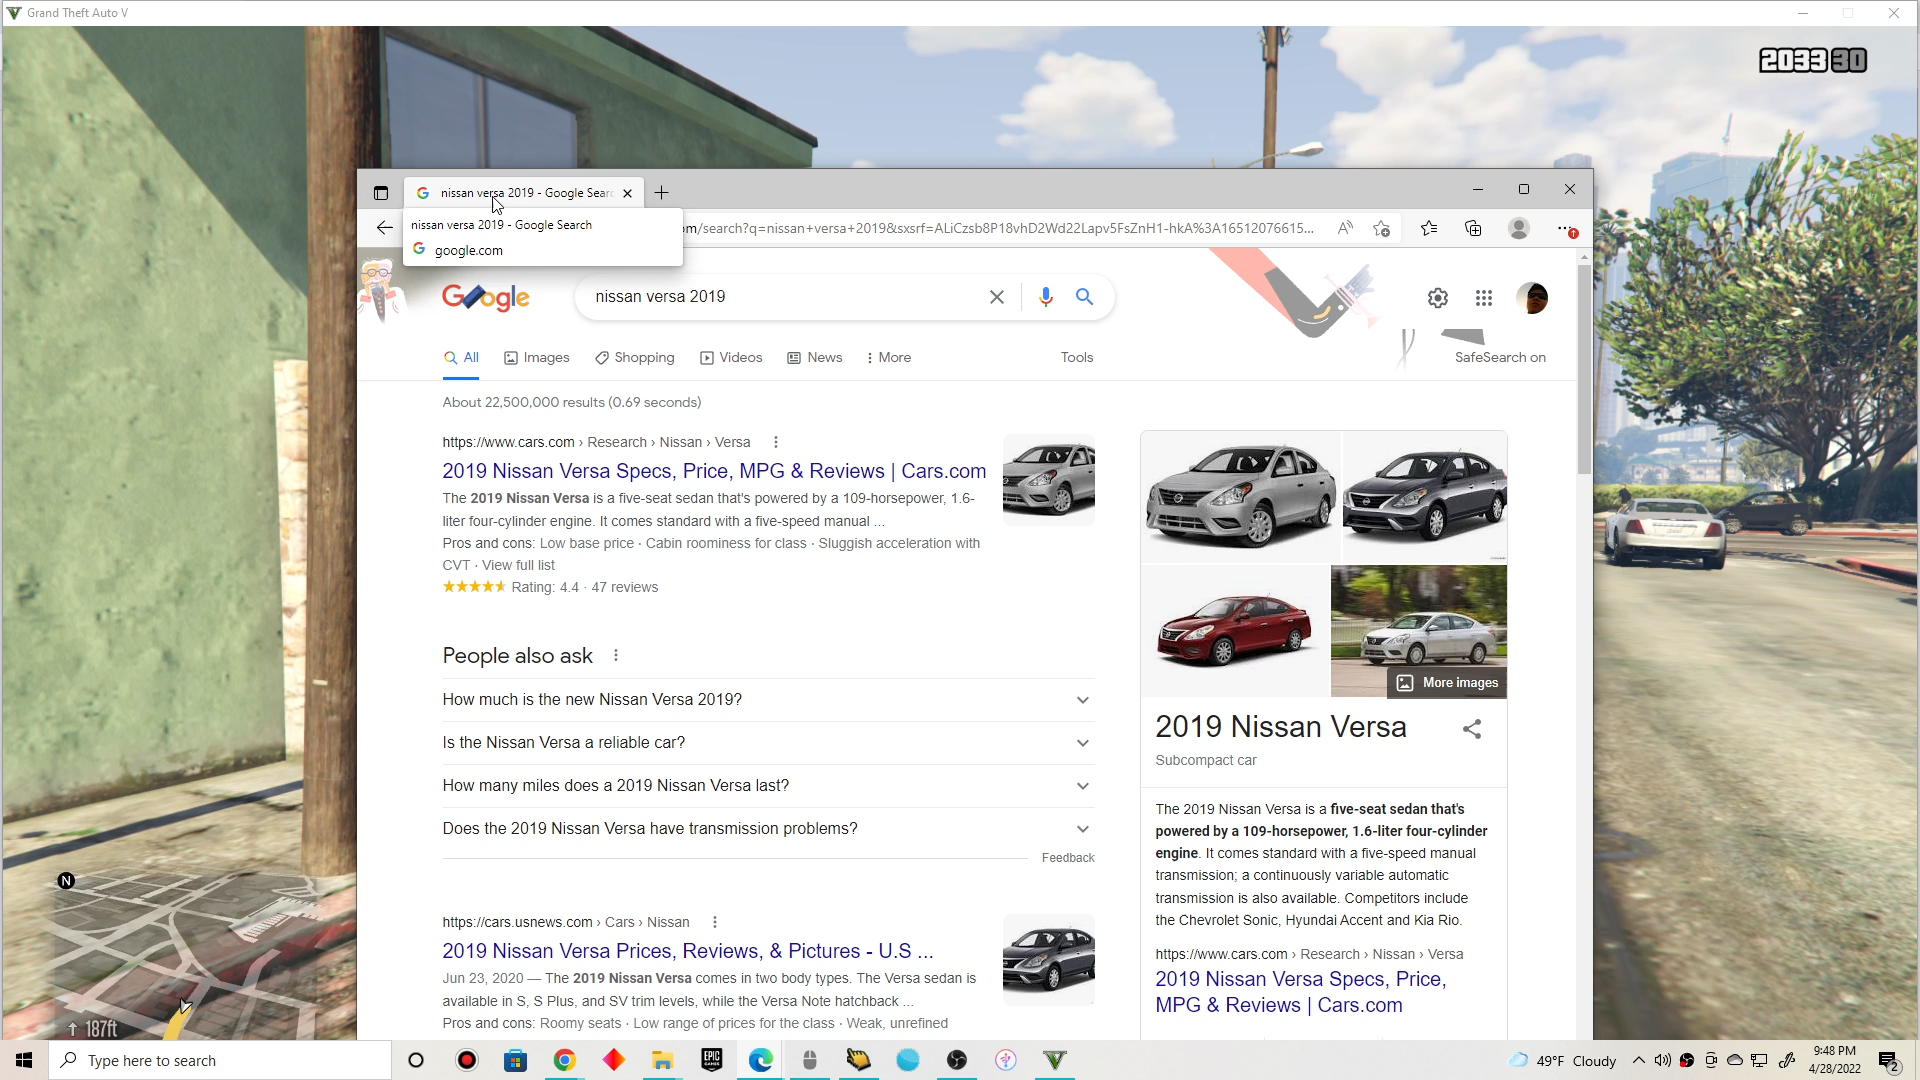 Grand Theft Auto V
2033 30
nissan versa 2019 - Google Searc
nissan versa 2019 - Google Search
google.com
om/search?q=nissan+versa+2019&sxsrf=ALiCzsb8P18vhD2Wd22Lapv5FsZnH1-hkA%3A16512076615...
Google
nissan versa 2019
All
Images
Shopping
Videos
News
More
Tools
SafeSearch on
About 22,500,000 results (0.69 seconds)
https://www.cars.com › Research › Nissan › Versa
2019 Nissan Versa Specs, Price, MPG & Reviews | Cars.com
The 2019 Nissan Versa is a five-seat sedan that's powered by a 109-horsepower, 1.6-
liter four-cylinder engine. It comes standard with a five-speed manual ...
Pros and cons: Low base price · Cabin roominess for class · Sluggish acceleration with
CVT · View full list
Rating: 4.4 · 47 reviews
People also ask
How much is the new Nissan Versa 2019?
Is the Nissan Versa a reliable car?
How many miles does a 2019 Nissan Versa last?
Does the 2019 Nissan Versa have transmission problems?
Feedback
https://cars.usnews.com › Cars › Nissan
2019 Nissan Versa Prices, Reviews, & Pictures - U.S ...
Jun 23, 2020 — The 2019 Nissan Versa comes in two body types. The Versa sedan is
available in S, S Plus, and SV trim levels, while the Versa Note hatchback ...
Pros and cons: Roomy seats · Low range of prices for the class · Weak, unrefined
More images
2019 Nissan Versa
Subcompact car
The 2019 Nissan Versa is a five-seat sedan that's
powered by a 109-horsepower, 1.6-liter four-cylinder
engine. It comes standard with a five-speed manual
transmission; a continuously variable automatic
transmission is also available. Competitors include
the Chevrolet Sonic, Hyundai Accent and Kia Rio.
https://www.cars.com › Research › Nissan › Versa
2019 Nissan Versa Specs, Price,
MPG & Reviews | Cars.com
N
187ft
Type here to search
EPIC
GAMES
49°F Cloudy
9:48 PM
4/28/2022
2